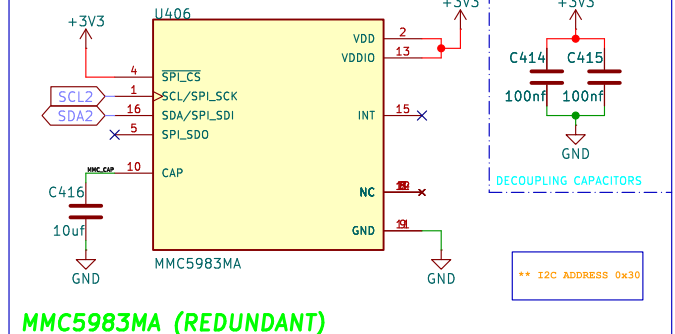 +3V3
U406
+3V3
+3V3
VDD 2
VDDIO 13
4 SPI_CS
SCL2 1 SCL/SPI_SCK
SDA2 16 SDA/SPI_SDI
5 SPI_SDO
INT 15
MMC_CAP 10 CAP
C416
10uf
GND
NC
GND
GND
MMC5983MA
C414
100nf
C415
100nf
GND
DECOUPLING CAPACITORS
** I2C ADDRESS 0x30
MMC5983MA (REDUNDANT)